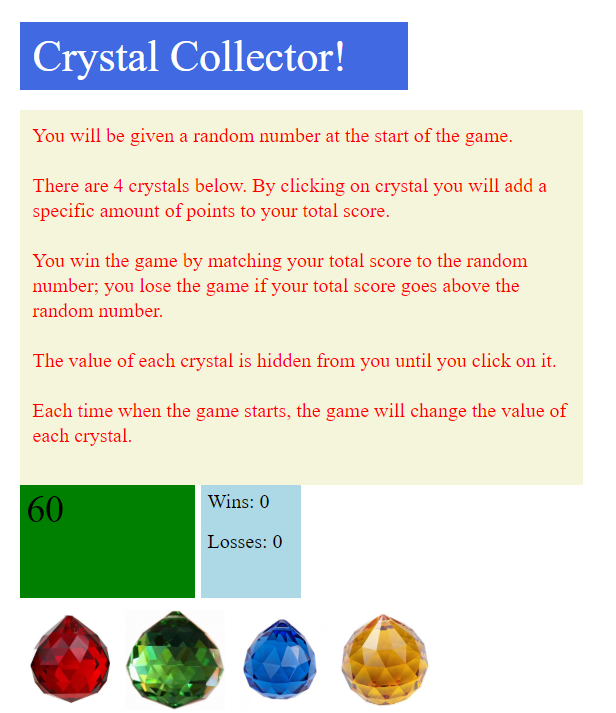 Crystal Collector!
You will be given a random number at the start of the game.
There are 4 crystals below. By clicking on crystal you will add a
specific amount of points to your total score.
You win the game by matching your total score to the random
number; you lose the game if your total score goes above the
random number.
The value of each crystal is hidden from you until you click on it.
Each time when the game starts, the game will change the value of
each crystal.
60
Wins: 0
Losses: 0